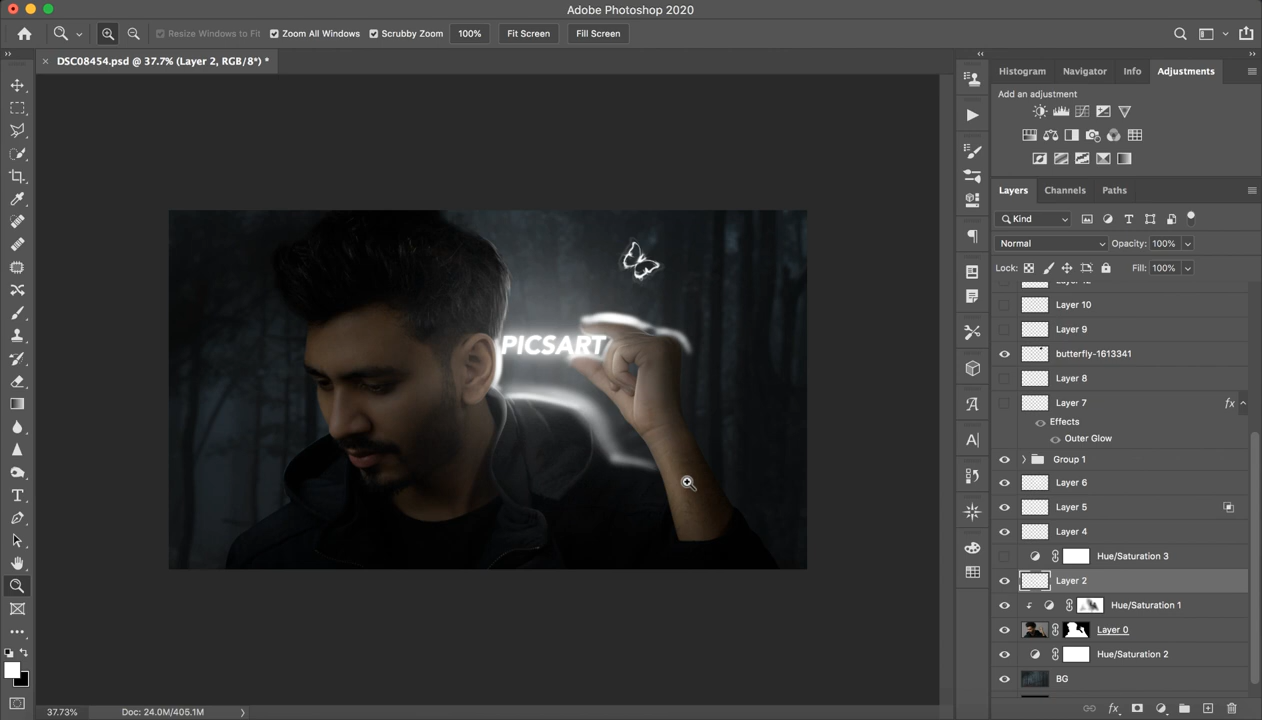 Adobe Photoshop 2020
Resize Windows to Fit
Zoom All Windows
Scrubby Zoom
100%
Fit Screen
Fill Screen
DSC08454.psd @ 37.7% (Layer 2, RGB/8*) *
Histogram
Navigator
Info
Adjustments
Add an adjustment
Layers
Channels
Paths
Kind
Normal
Opacity: 100%
Lock:
Fill: 100%
Layer 10
Layer 9
butterfly-1613341
Layer 8
Layer 7
fx
Effects
Outer Glow
Group 1
Layer 6
Layer 5
Layer 4
Hue/Saturation 3
Layer 2
Hue/Saturation 1
Layer 0
Hue/Saturation 2
BG
PICSART
37.73%
Doc: 24.0M/405.1M
fx